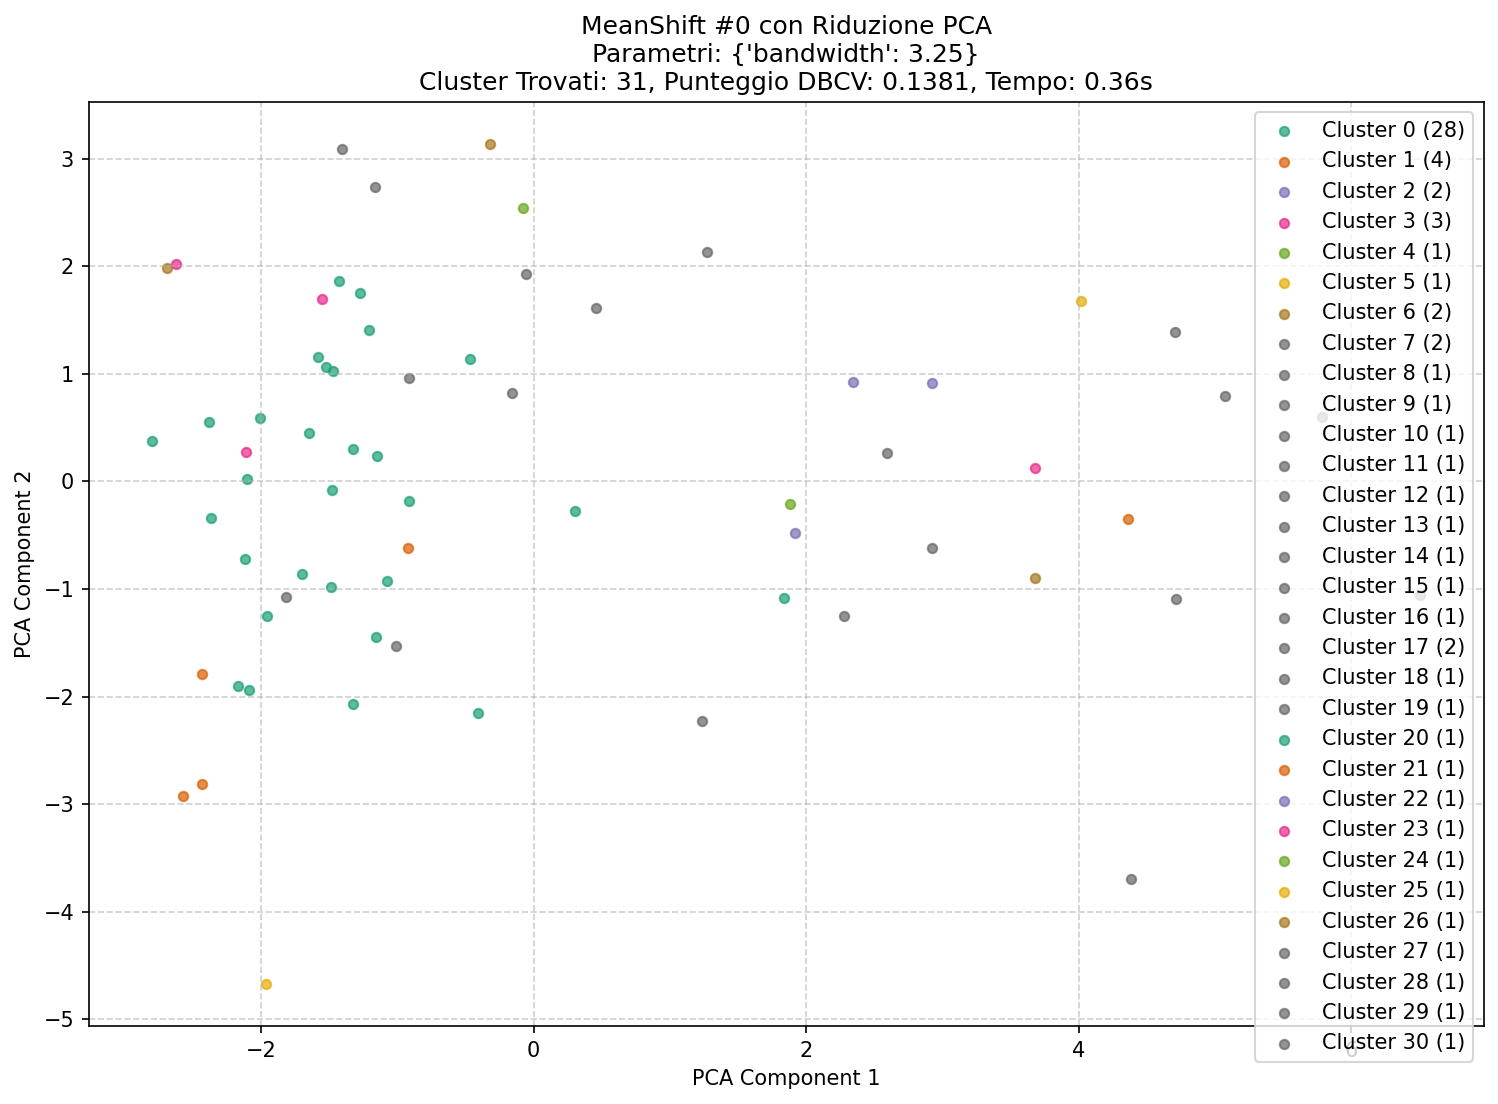 MeanShift #0 con Riduzione PCA
Parametri: {'bandwidth': 3.25}
Cluster Trovati: 31, Punteggio DBCV: 0.1381, Tempo: 0.36s
Cluster 0 (28)
Cluster 1 (4)
Cluster 2 (2)
Cluster 3 (3)
Cluster 4 (1)
Cluster 5 (1)
Cluster 6 (2)
Cluster 7 (2)
Cluster 8 (1)
Cluster 9 (1)
Cluster 10 (1)
Cluster 11 (1)
Cluster 12 (1)
Cluster 13 (1)
Cluster 14 (1)
Cluster 15 (1)
Cluster 16 (1)
Cluster 17 (2)
Cluster 18 (1)
Cluster 19 (1)
Cluster 20 (1)
Cluster 21 (1)
Cluster 22 (1)
Cluster 23 (1)
Cluster 24 (1)
Cluster 25 (1)
Cluster 26 (1)
Cluster 27 (1)
Cluster 28 (1)
Cluster 29 (1)
Cluster 30 (1)
3
2
1
0
−1
−2
−3
−4
−5
PCA Component 2
−2
0
2
4
6
PCA Component 1